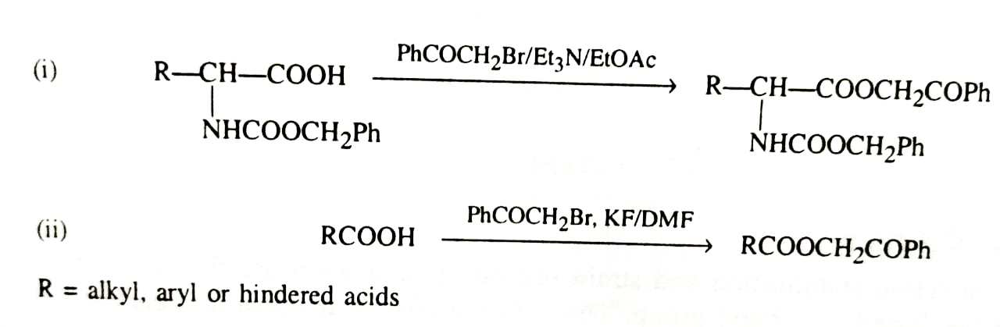 (i) R—CH—COOH PhCOCH₂Br/Et₃N/EtOAc R—CH—COOCH₂COPh
NHCOOCH₂Ph NHCOOCH₂Ph
(ii) RCOOH PhCOCH₂Br, KF/DMF RCOOCH₂COPh
R = alkyl, aryl or hindered acids